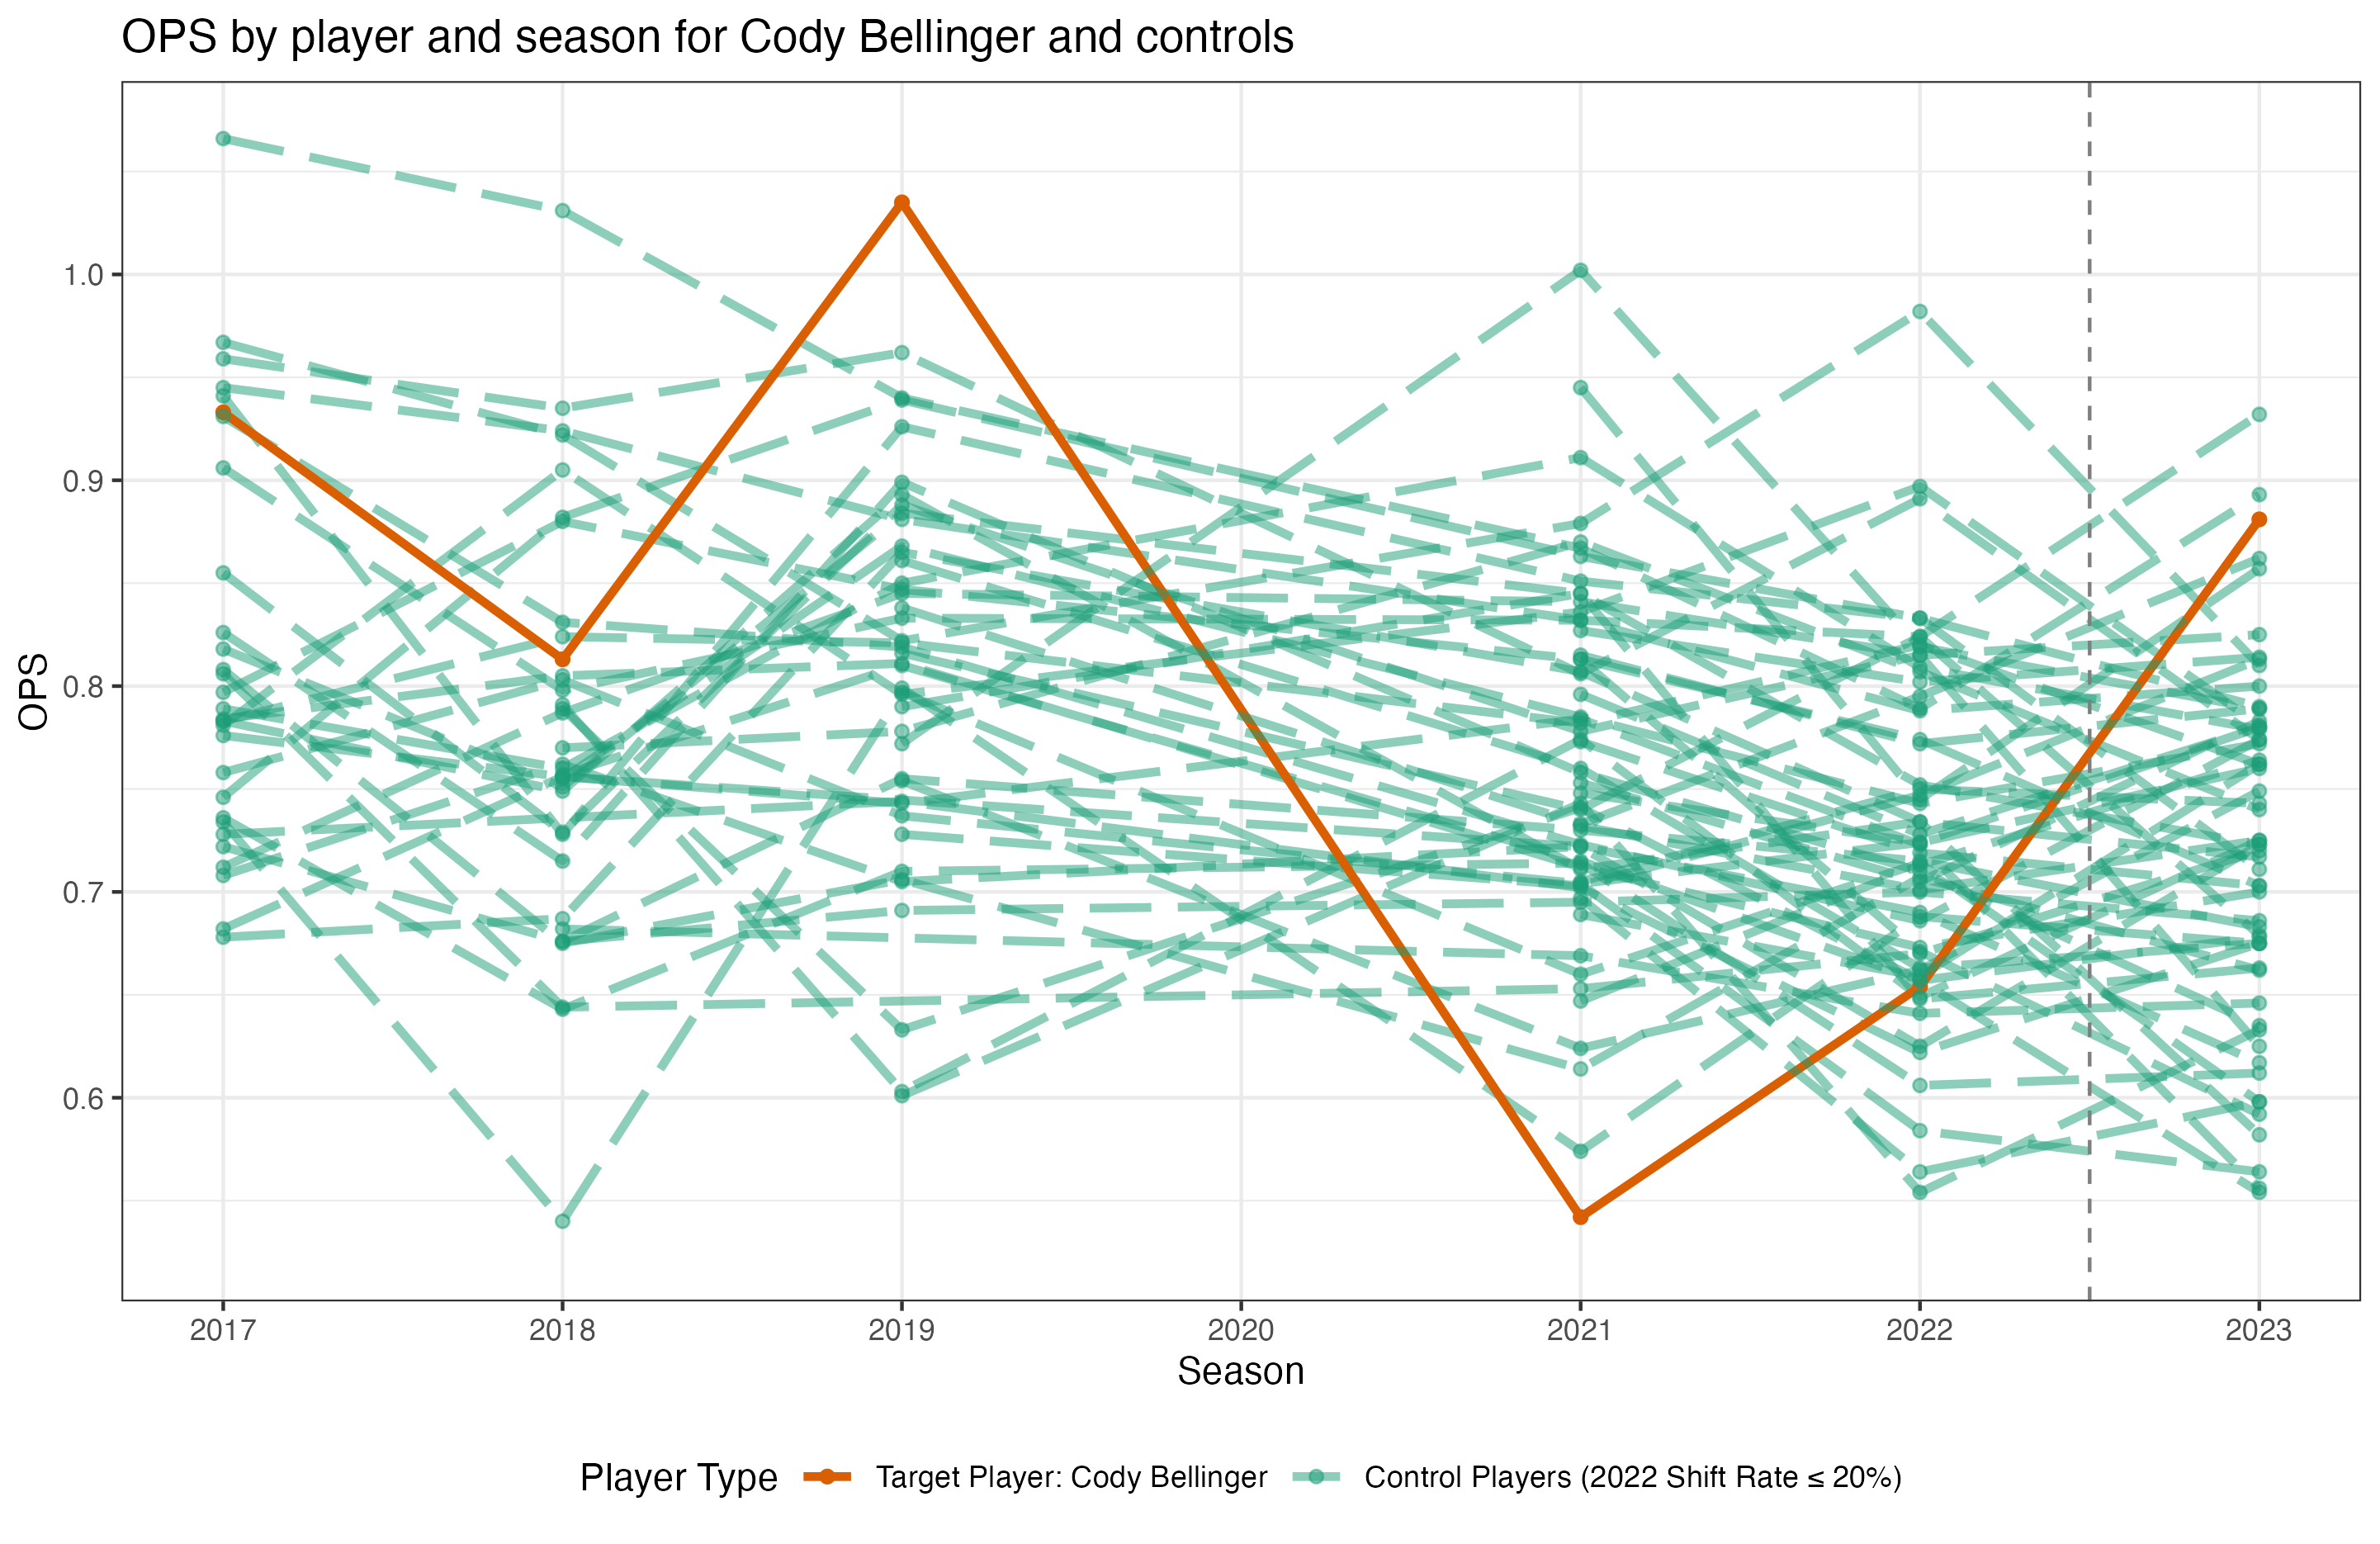 OPS by player and season for Cody Bellinger and controls
OPS
1.0
0.9
0.8
0.7
0.6
2017 2018 2019 2020 2021 2022 2023
Season
Player Type Target Player: Cody Bellinger Control Players (2022 Shift Rate ≤ 20%)